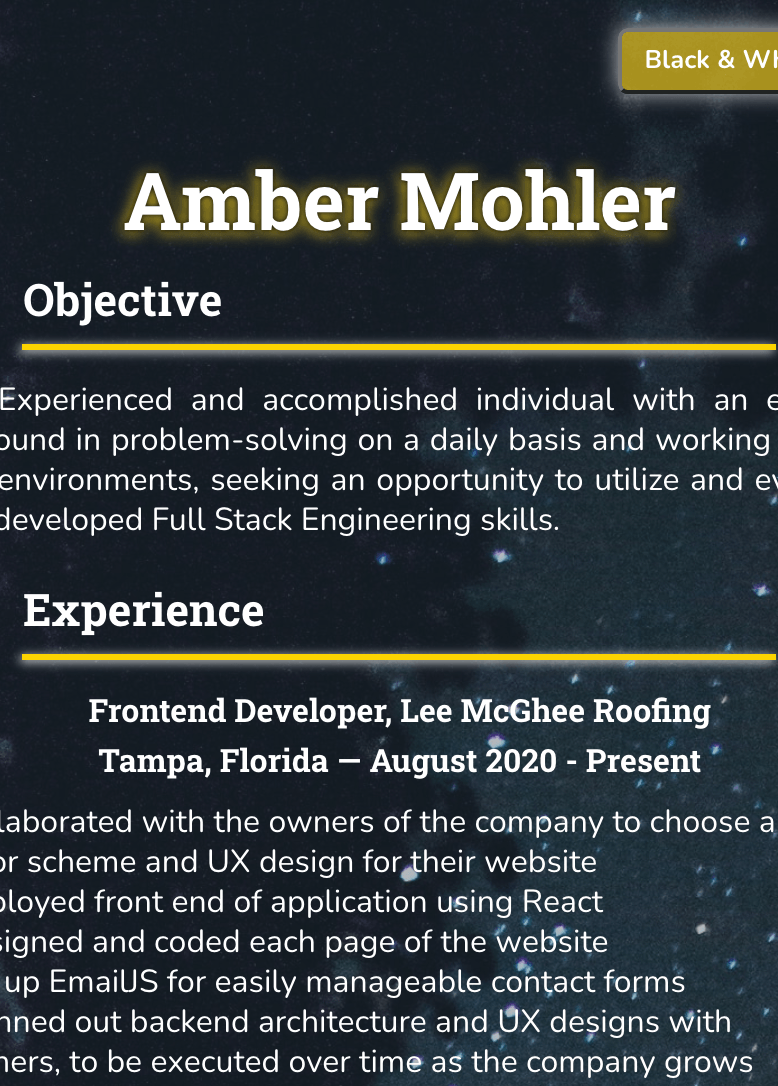 Black & Wh
Amber Mohler
Objective
Experienced and accomplished individual with an e
ound in problem-solving on a daily basis and working
environments, seeking an opportunity to utilize and ev
developed Full Stack Engineering skills.
Experience
Frontend Developer, Lee McGhee Roofing
Tampa, Florida — August 2020 - Present
laborated with the owners of the company to choose a
or scheme and UX design for their website
ployed front end of application using React
signed and coded each page of the website
up EmailJS for easily manageable contact forms
nned out backend architecture and UX designs with
ners, to be executed over time as the company grows